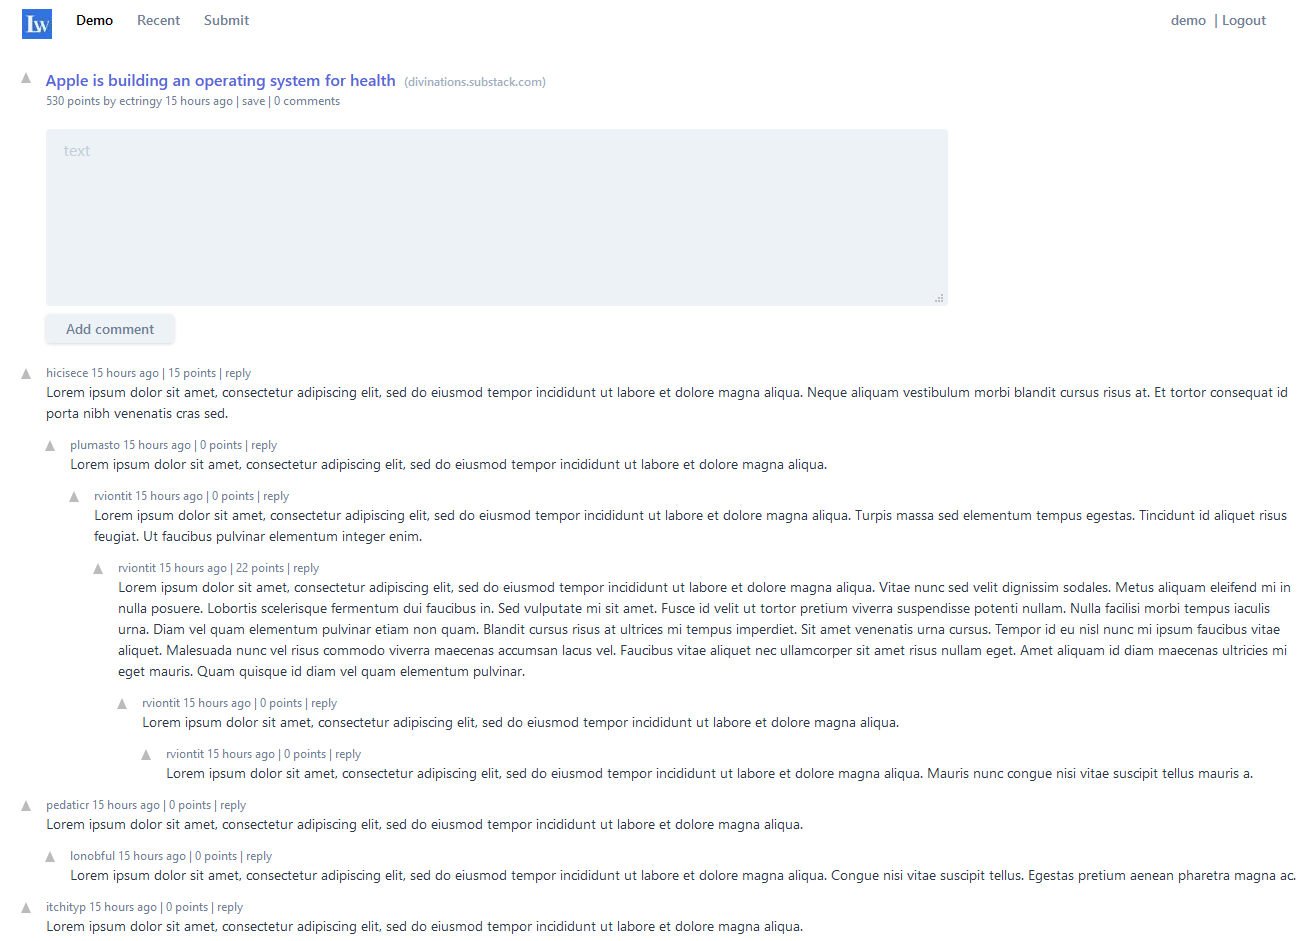 Lw Demo Recent Submit demo | Logout
Apple is building an operating system for health (divinations.substack.com)
530 points by ectringy 15 hours ago | save | 0 comments
text
Add comment
hicisece 15 hours ago | 15 points | reply
Lorem ipsum dolor sit amet, consectetur adipiscing elit, sed do eiusmod tempor incididunt ut labore et dolore magna aliqua. Neque aliquam vestibulum morbi blandit cursus risus at. Et tortor consequat id
porta nibh venenatis cras sed.
plumasto 15 hours ago | 0 points | reply
Lorem ipsum dolor sit amet, consectetur adipiscing elit, sed do eiusmod tempor incididunt ut labore et dolore magna aliqua.
rviontit 15 hours ago | 0 points | reply
Lorem ipsum dolor sit amet, consectetur adipiscing elit, sed do eiusmod tempor incididunt ut labore et dolore magna aliqua. Turpis massa sed elementum tempus egestas. Tincidunt id aliquet risus
feugiat. Ut faucibus pulvinar elementum integer enim.
rviontit 15 hours ago | 22 points | reply
Lorem ipsum dolor sit amet, consectetur adipiscing elit, sed do eiusmod tempor incididunt ut labore et dolore magna aliqua. Vitae nunc sed velit dignissim sodales. Metus aliquam eleifend mi in
nulla posuere. Lobortis scelerisque fermentum dui faucibus in. Sed vulputate mi sit amet. Fusce id velit ut tortor pretium viverra suspendisse potenti nullam. Nulla facilisi morbi tempus iaculis
urna. Diam vel quam elementum pulvinar etiam non quam. Blandit cursus risus at ultrices mi tempus imperdiet. Sit amet venenatis urna cursus. Tempor id eu nisl nunc mi ipsum faucibus vitae
aliquet. Malesuada nunc vel risus commodo viverra maecenas accumsan lacus vel. Faucibus vitae aliquet nec ullamcorper sit amet risus nullam eget. Amet aliquam id diam maecenas ultricies mi
eget mauris. Quam quisque id diam vel quam elementum pulvinar.
rviontit 15 hours ago | 0 points | reply
Lorem ipsum dolor sit amet, consectetur adipiscing elit, sed do eiusmod tempor incididunt ut labore et dolore magna aliqua.
rviontit 15 hours ago | 0 points | reply
Lorem ipsum dolor sit amet, consectetur adipiscing elit, sed do eiusmod tempor incididunt ut labore et dolore magna aliqua. Mauris nunc congue nisi vitae suscipit tellus mauris a.
pedaticr 15 hours ago | 0 points | reply
Lorem ipsum dolor sit amet, consectetur adipiscing elit, sed do eiusmod tempor incididunt ut labore et dolore magna aliqua.
lonobful 15 hours ago | 0 points | reply
Lorem ipsum dolor sit amet, consectetur adipiscing elit, sed do eiusmod tempor incididunt ut labore et dolore magna aliqua. Congue nisi vitae suscipit tellus. Egestas pretium aenean pharetra magna ac.
itchityp 15 hours ago | 0 points | reply
Lorem ipsum dolor sit amet, consectetur adipiscing elit, sed do eiusmod tempor incididunt ut labore et dolore magna aliqua.